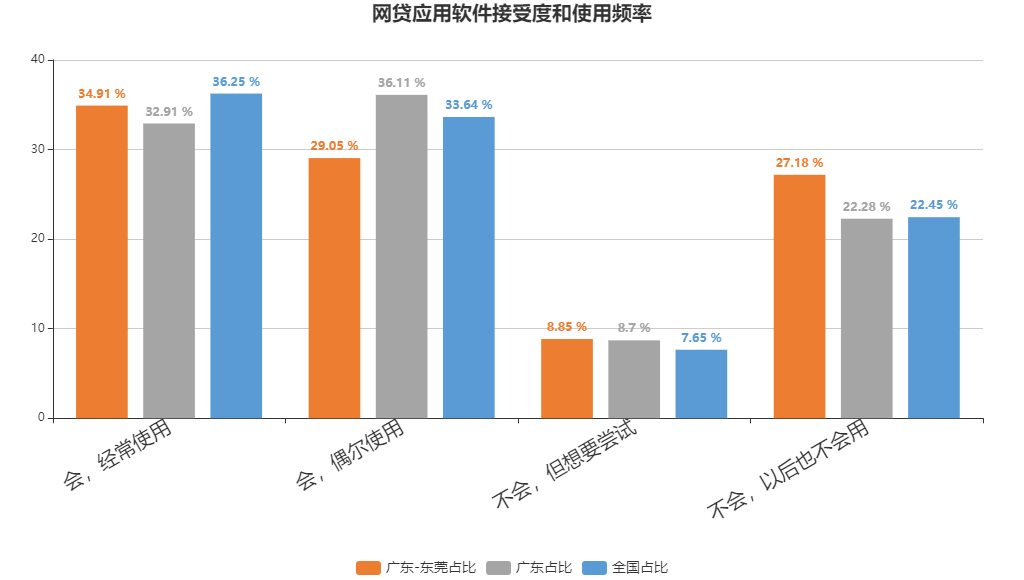 网贷应用软件接受度和使用频率
40
30
20
10
0
34.91 %
32.91 %
36.25 %
29.05 %
36.11 %
33.64 %
8.85 %
8.7 %
7.65 %
27.18 %
22.28 %
22.45 %
会，经常使用
会，偶尔使用
不会，但想要尝试
不会，以后也不会用
广东-东莞占比
广东占比
全国占比